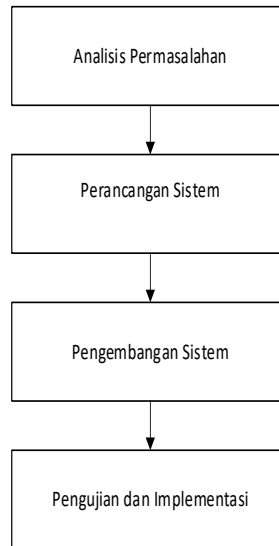 Analisis Permasalahan
Perancangan Sistem
Pengembangan Sistem
Pengujian dan Implementasi